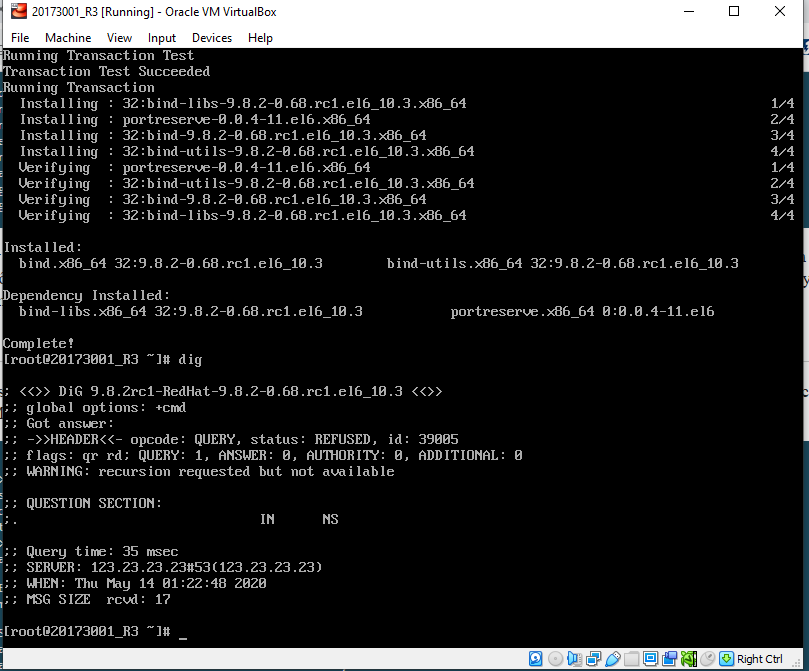 20173001_R3 [Running] - Oracle VM VirtualBox
File Machine View Input Devices Help
Running Transaction Test
Transaction Test Succeeded
Running Transaction
  Installing : 32:bind-libs-9.8.2-0.68.rc1.el6_10.3.x86_64 1/4
  Installing : portreserve-0.0.4-11.el6.x86_64 2/4
  Installing : 32:bind-9.8.2-0.68.rc1.el6_10.3.x86_64 3/4
  Installing : 32:bind-utils-9.8.2-0.68.rc1.el6_10.3.x86_64 4/4
  Verifying  : portreserve-0.0.4-11.el6.x86_64 1/4
  Verifying  : 32:bind-utils-9.8.2-0.68.rc1.el6_10.3.x86_64 2/4
  Verifying  : 32:bind-9.8.2-0.68.rc1.el6_10.3.x86_64 3/4
  Verifying  : 32:bind-libs-9.8.2-0.68.rc1.el6_10.3.x86_64 4/4
Installed:
  bind.x86_64 32:9.8.2-0.68.rc1.el6_10.3 bind-utils.x86_64 32:9.8.2-0.68.rc1.el6_10.3
Dependency Installed:
  bind-libs.x86_64 32:9.8.2-0.68.rc1.el6_10.3 portreserve.x86_64 0:0.0.4-11.el6
Complete!
[root@20173001_R3 ~]# dig
; <<>> DiG 9.8.2rc1-RedHat-9.8.2-0.68.rc1.el6_10.3 <<>>
;; global options: +cmd
;; Got answer:
;; ->>HEADER<<- opcode: QUERY, status: REFUSED, id: 39005
;; flags: qr rd; QUERY: 1, ANSWER: 0, AUTHORITY: 0, ADDITIONAL: 0
;; WARNING: recursion requested but not available
;; QUESTION SECTION:
;. IN NS
;; Query time: 35 msec
;; SERVER: 123.23.23.23#53(123.23.23.23)
;; WHEN: Thu May 14 01:22:48 2020
;; MSG SIZE  rcvd: 17
[root@20173001_R3 ~]# _
Right Ctrl